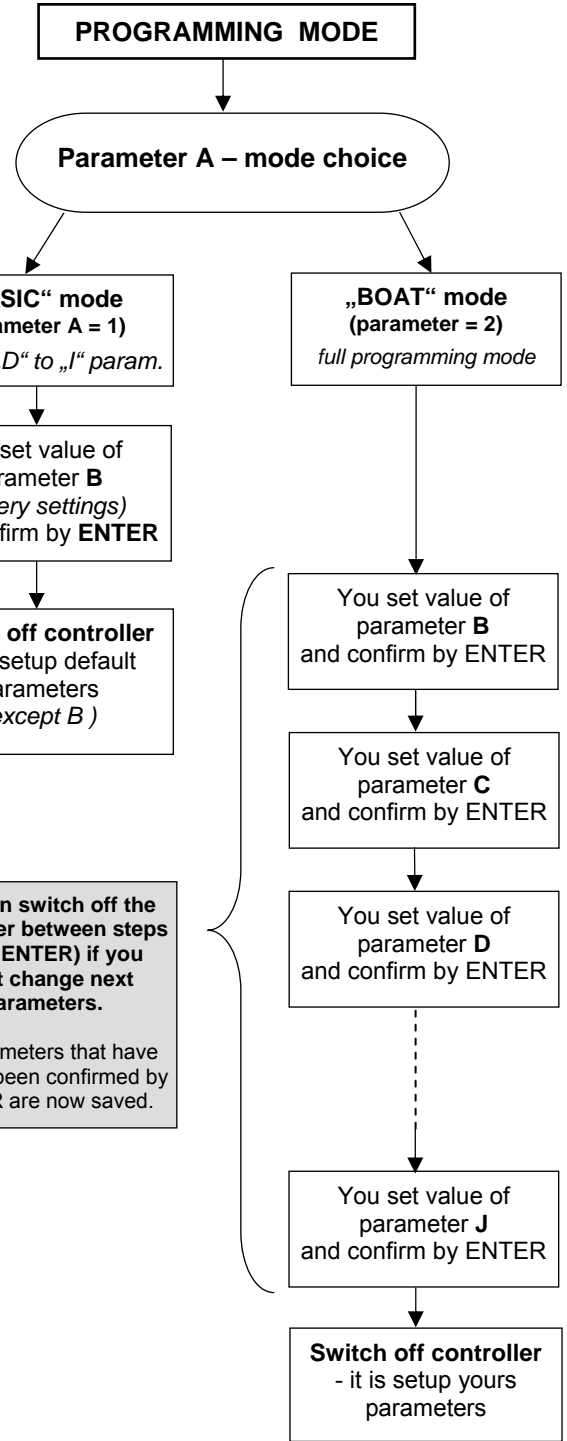 PROGRAMMING MODE
Parameter A – mode choice
SIC“ mode
ameter A = 1)
D“ to „I“ param.
set value of
rameter B
ery settings)
firm by ENTER
off controller
setup default
arameters
except B )
n switch off the
er between steps
ENTER) if you
t change next
arameters.
meters that have
been confirmed by
R are now saved.
„BOAT“ mode
(parameter = 2)
full programming mode
You set value of
parameter B
and confirm by ENTER
You set value of
parameter C
and confirm by ENTER
You set value of
parameter D
and confirm by ENTER
You set value of
parameter J
and confirm by ENTER
Switch off controller
- it is setup yours
parameters